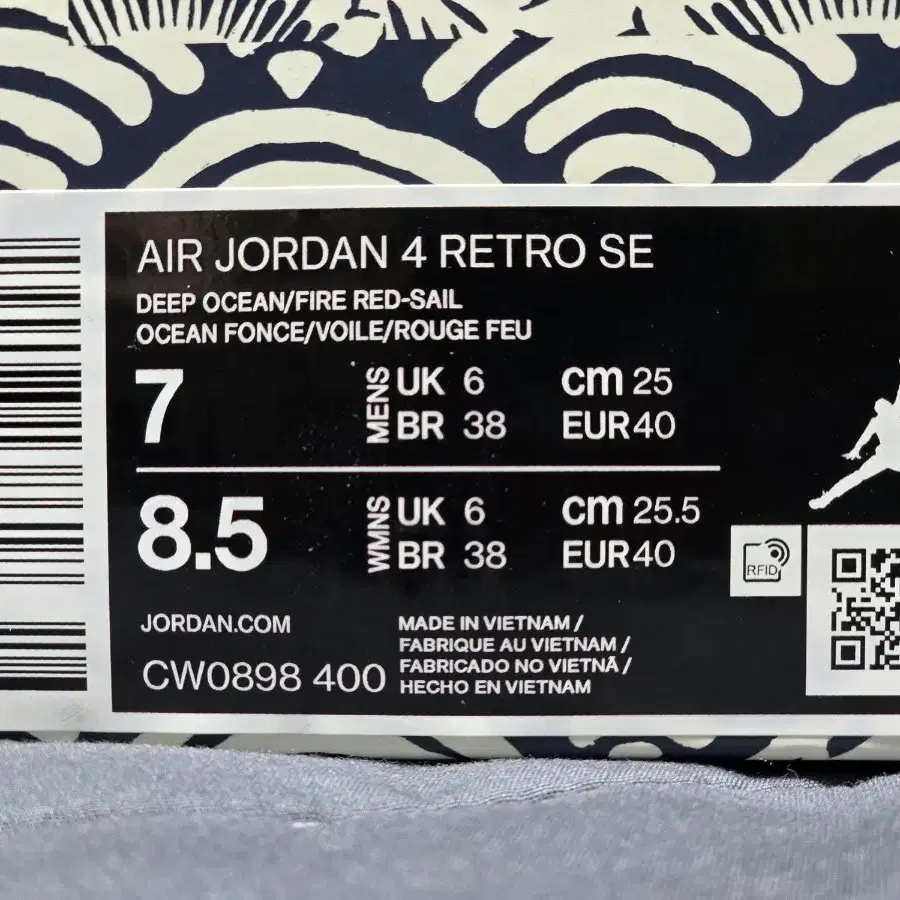 AIR JORDAN 4 RETRO SE
DEEP OCEAN/FIRE RED-SAIL
OCEAN FONCE/VOILE/ROUGE FEU
7 MENS UK 6 cm 25
BR 38 EUR 40
8.5 WMNS UK 6 cm 25.5
BR 38 EUR 40
RFID
JORDAN.COM
CW0898 400
MADE IN VIETNAM /
FABRIQUE AU VIETNAM /
FABRICADO NO VIETNÃ /
HECHO EN VIETNAM